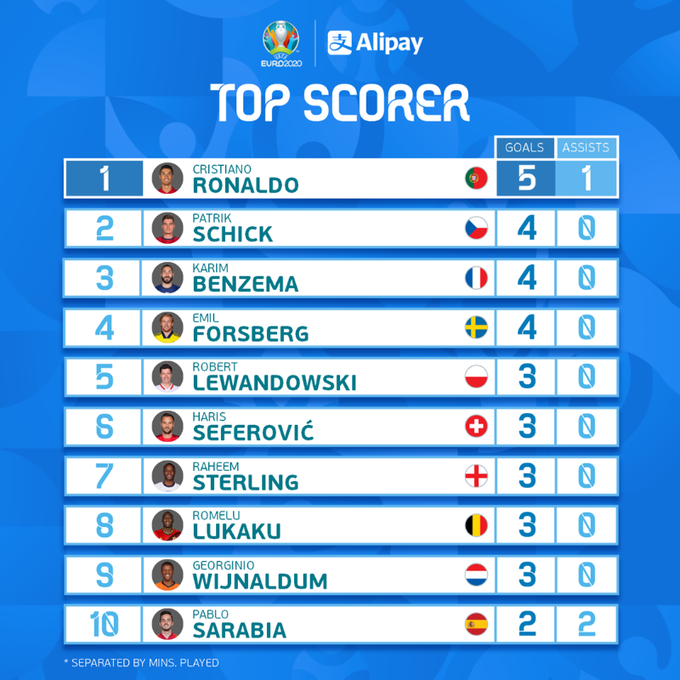 UEFA
EURO2020
支 Alipay
TOP SCORER
GOALS ASSISTS
1 CRISTIANO RONALDO 5 1
2 PATRIK SCHICK 4 0
3 KARIM BENZEMA 4 0
4 EMIL FORSBERG 4 0
5 ROBERT LEWANDOWSKI 3 0
6 HARIS SEFEROVIĆ 3 0
7 RAHEEM STERLING 3 0
8 ROMELU LUKAKU 3 0
9 GEORGINIO WIJNALDUM 3 0
10 PABLO SARABIA 2 2
* SEPARATED BY MINS. PLAYED